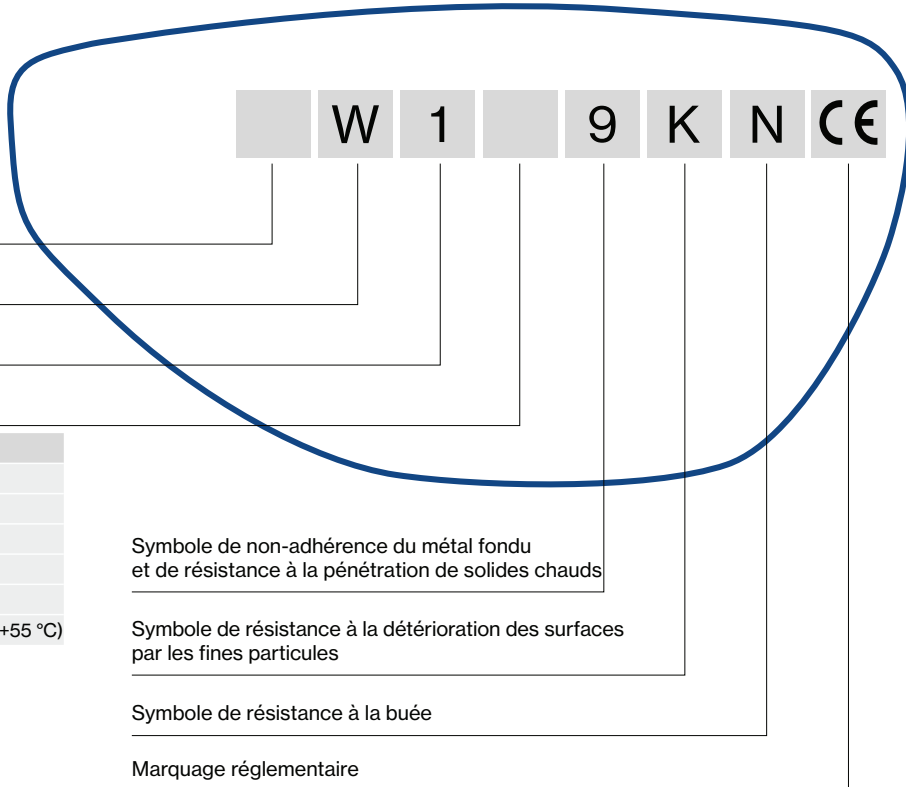 W 1 9 K N CE
+55 °C)
Symbole de non-adhérence du métal fondu
et de résistance à la pénétration de solides chauds
Symbole de résistance à la détérioration des surfaces
par les fines particules
Symbole de résistance à la buée
Marquage réglementaire